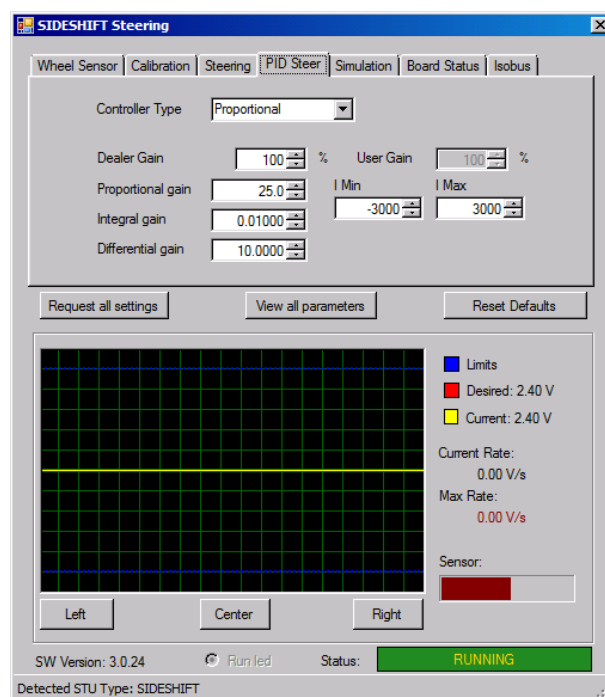 SIDESHIFT Steering
Wheel Sensor Calibration Steering PID Steer Simulation Board Status Isobus
Controller Type Proportional
Dealer Gain 100 % User Gain 100 %
Proportional gain 25.0 I Min I Max
-3000 3000
Integral gain 0.01000
Differential gain 10.0000
Request all settings View all parameters Reset Defaults
Limits
Desired: 2.40 V
Current: 2.40 V
Current Rate:
0.00 V/s
Max Rate:
0.00 V/s
Sensor:
Left Center Right
SW Version: 3.0.24 Run led Status: RUNNING
Detected STU Type: SIDESHIFT